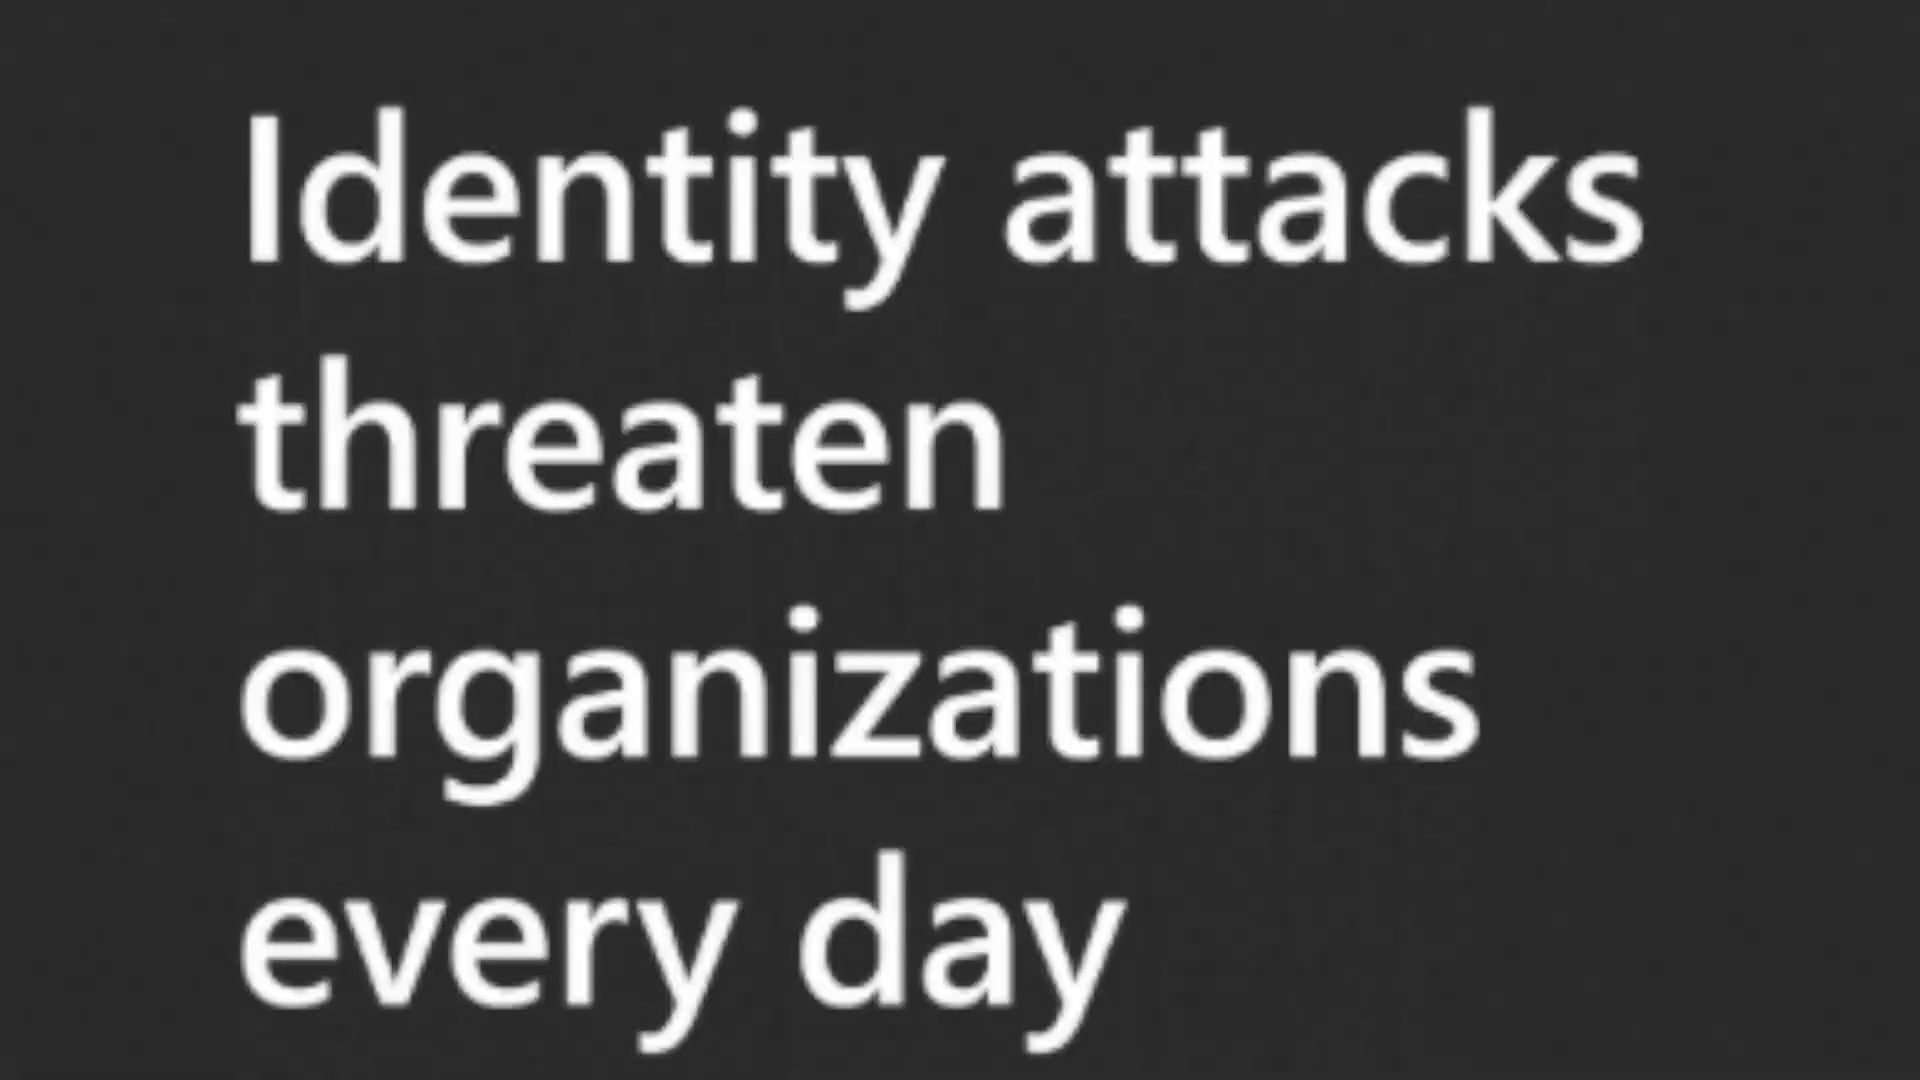 Identity attacks
threaten
organizations
every day